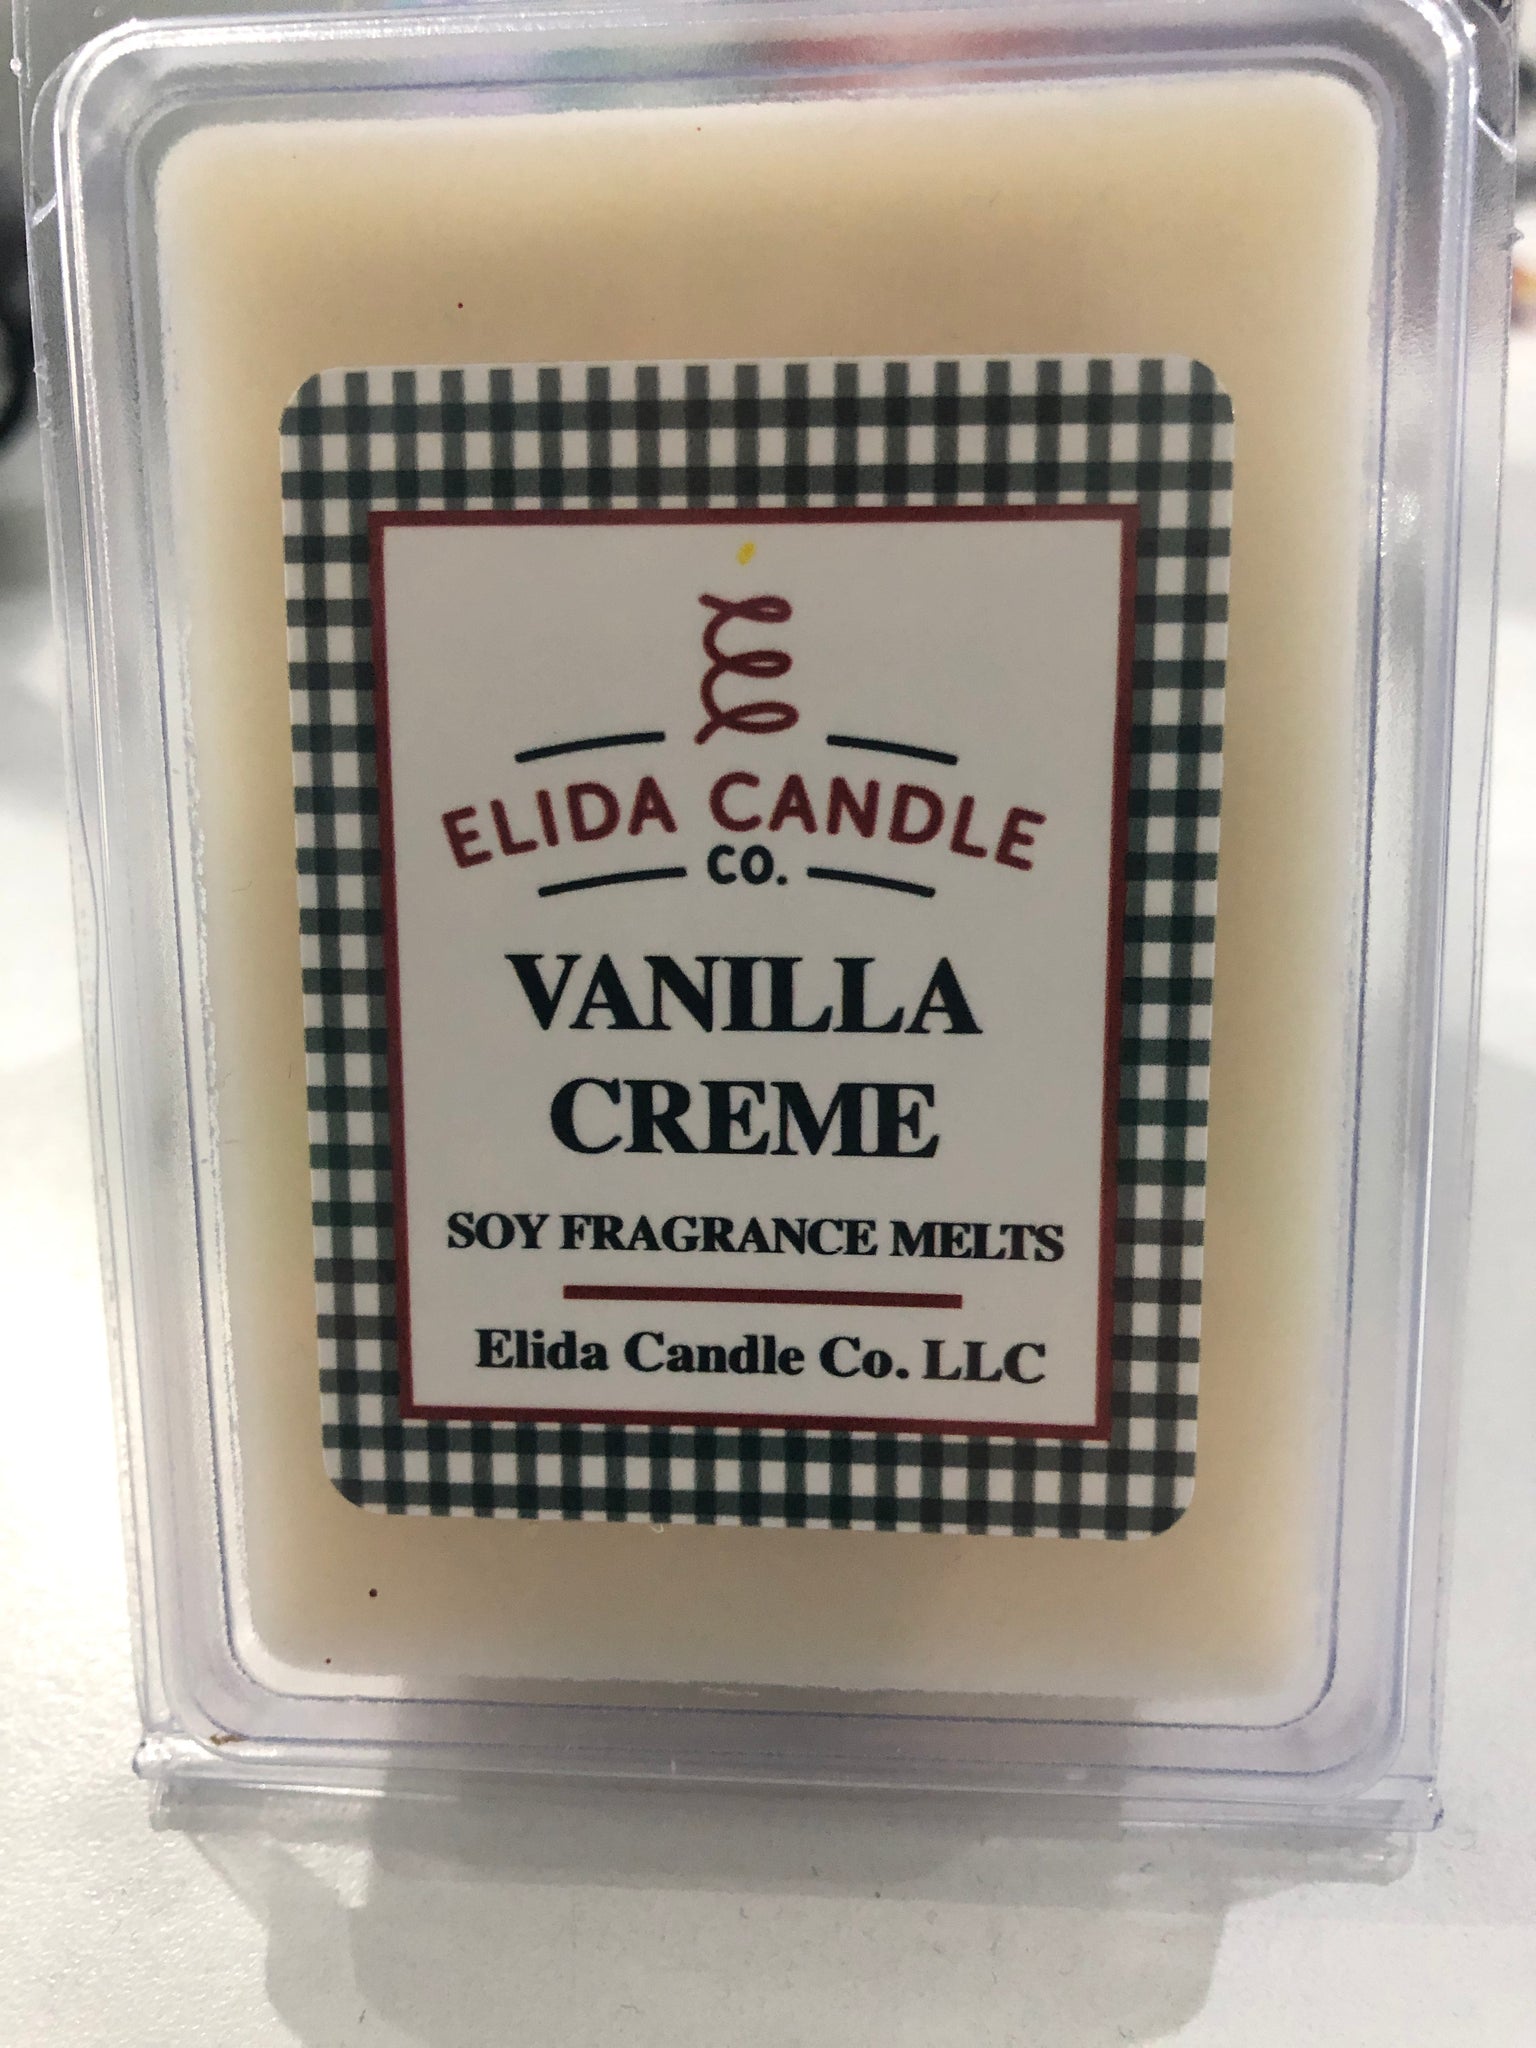 ELIDA CANDLE
CO.
VANILLA
CREME
SOY FRAGRANCE MELTS
Elida Candle Co. LLC